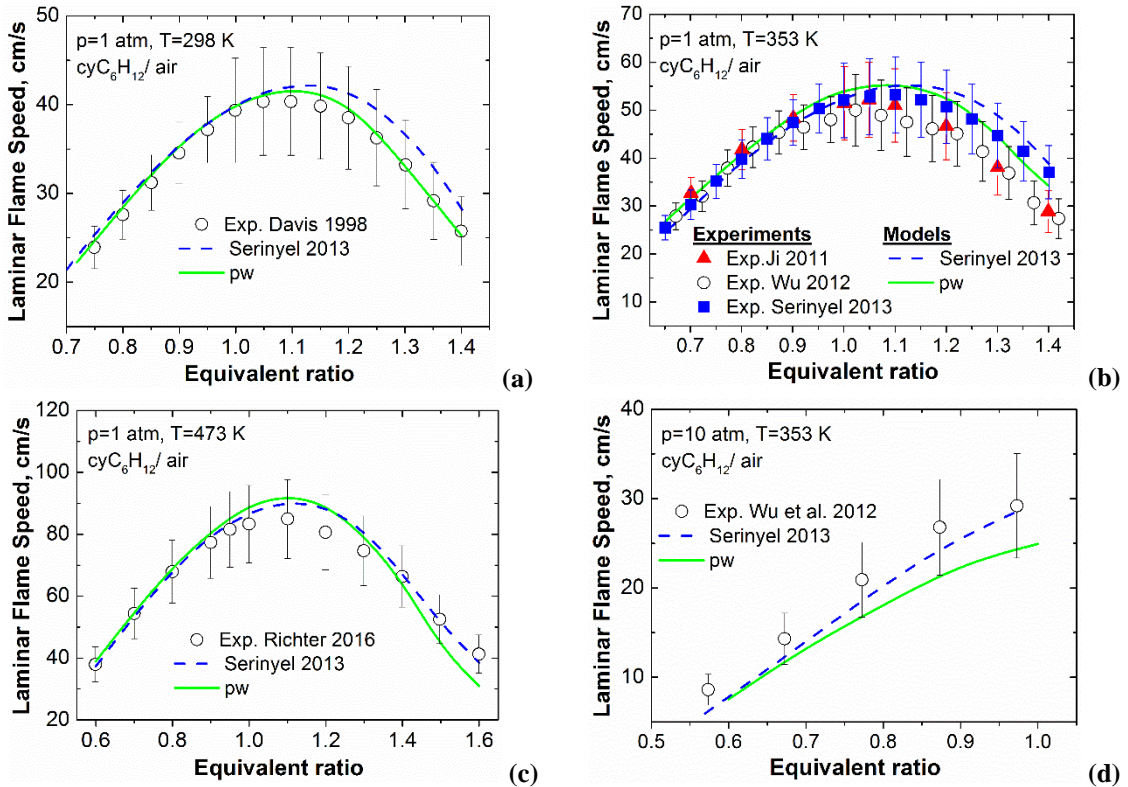 p=1 atm, T=298 K
cyC₆H₁₂/ air
Laminar Flame Speed, cm/s
50
40
30
20
Exp. Davis 1998
Serinyel 2013
pw
0.7 0.8 0.9 1.0 1.1 1.2 1.3 1.4
Equivalent ratio
(a)
p=1 atm, T=353 K
cyC₆H₁₂/ air
Laminar Flame Speed, cm/s
70
60
50
40
30
20
10
Experiments Models
Exp.Ji 2011 Serinyel 2013
Exp. Wu 2012 pw
Exp. Serinyel 2013
0.7 0.8 0.9 1.0 1.1 1.2 1.3 1.4
Equivalent ratio
(b)
p=1 atm, T=473 K
cyC₆H₁₂/ air
Laminar Flame Speed, cm/s
120
100
80
60
40
20
Exp. Richter 2016
Serinyel 2013
pw
0.6 0.8 1.0 1.2 1.4 1.6
Equivalent ratio
(c)
p=10 atm, T=353 K
cyC₆H₁₂/ air
Laminar Flame Speed, cm/s
40
30
20
10
Exp. Wu et al. 2012
Serinyel 2013
pw
0.5 0.6 0.7 0.8 0.9 1.0
Equivalent ratio
(d)